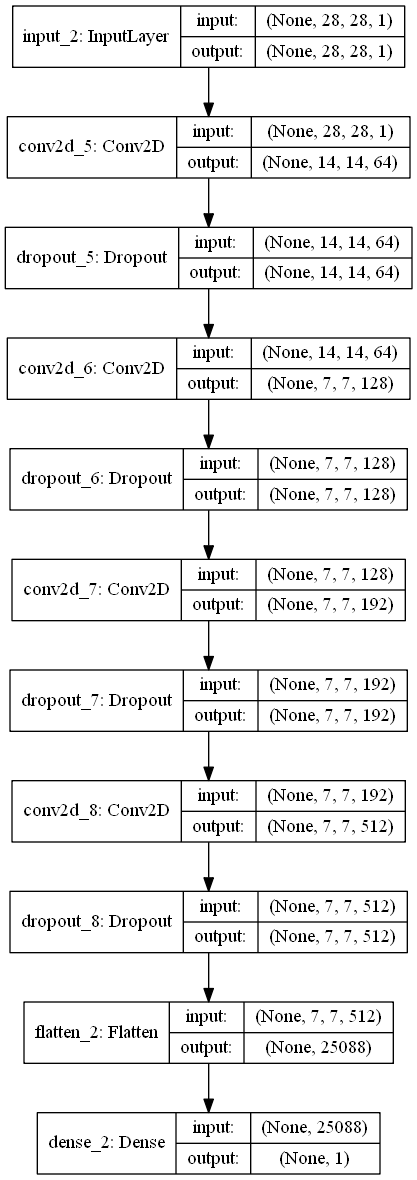 input_2: InputLayer
input: (None, 28, 28, 1)
output: (None, 28, 28, 1)
conv2d_5: Conv2D
input: (None, 28, 28, 1)
output: (None, 14, 14, 64)
dropout_5: Dropout
input: (None, 14, 14, 64)
output: (None, 14, 14, 64)
conv2d_6: Conv2D
input: (None, 14, 14, 64)
output: (None, 7, 7, 128)
dropout_6: Dropout
input: (None, 7, 7, 128)
output: (None, 7, 7, 128)
conv2d_7: Conv2D
input: (None, 7, 7, 128)
output: (None, 7, 7, 192)
dropout_7: Dropout
input: (None, 7, 7, 192)
output: (None, 7, 7, 192)
conv2d_8: Conv2D
input: (None, 7, 7, 192)
output: (None, 7, 7, 512)
dropout_8: Dropout
input: (None, 7, 7, 512)
output: (None, 7, 7, 512)
flatten_2: Flatten
input: (None, 7, 7, 512)
output: (None, 25088)
dense_2: Dense
input: (None, 25088)
output: (None, 1)